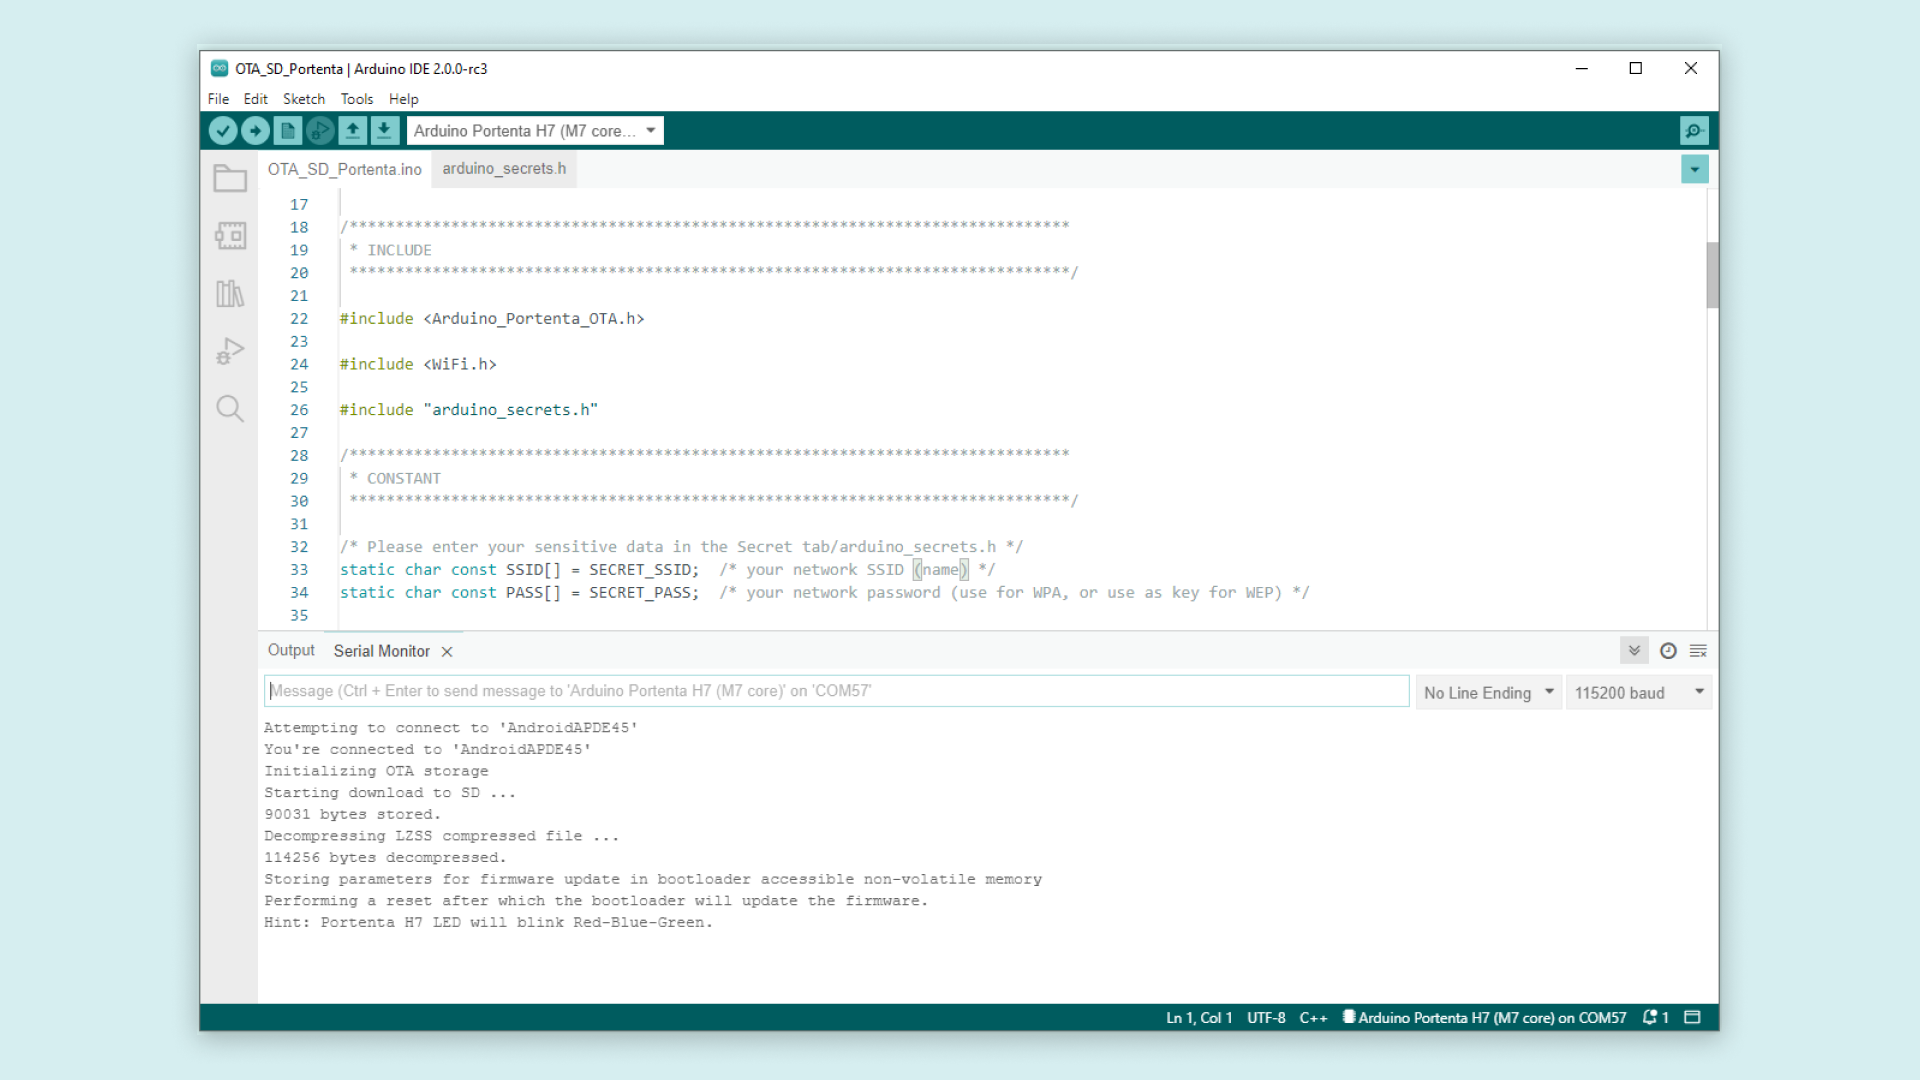 OTA_SD_Portenta | Arduino IDE 2.0.0-rc3
File Edit Sketch Tools Help
Arduino Portenta H7 (M7 core...
OTA_SD_Portenta.ino arduino_secrets.h
17
18 /******************************************************************************
19 * INCLUDE
20 ******************************************************************************/
21
22 #include <Arduino_Portenta_OTA.h>
23
24 #include <WiFi.h>
25
26 #include "arduino_secrets.h"
27
28 /******************************************************************************
29 * CONSTANT
30 ******************************************************************************/
31
32 /* Please enter your sensitive data in the Secret tab/arduino_secrets.h */
33 static char const SSID[] = SECRET_SSID; /* your network SSID (name) */
34 static char const PASS[] = SECRET_PASS; /* your network password (use for WPA, or use as key for WEP) */
35
Output Serial Monitor
Message (Ctrl + Enter to send message to 'Arduino Portenta H7 (M7 core)' on 'COM57' No Line Ending 115200 baud
Attempting to connect to 'AndroidAPDE45'
You're connected to 'AndroidAPDE45'
Initializing OTA storage
Starting download to SD ...
90031 bytes stored.
Decompressing LZSS compressed file ...
114256 bytes decompressed.
Storing parameters for firmware update in bootloader accessible non-volatile memory
Performing a reset after which the bootloader will update the firmware.
Hint: Portenta H7 LED will blink Red-Blue-Green.
Ln 1, Col 1 UTF-8 C++ Arduino Portenta H7 (M7 core) on COM57 1